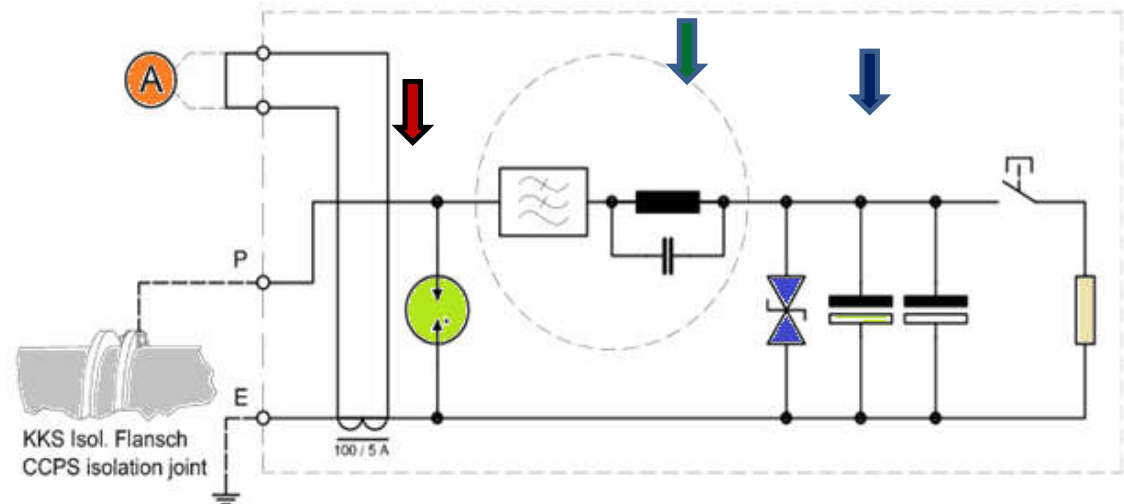 A
P
E
KKS Isol. Flansch
CCPS isolation joint
100 / 5 A